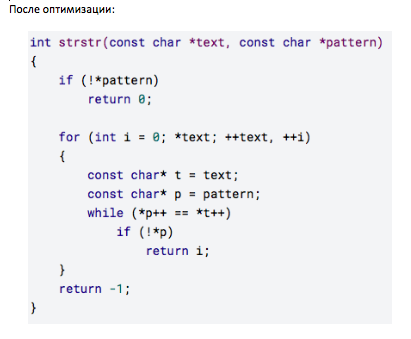 После оптимизации:
int strstr(const char *text, const char *pattern)
{
    if (!*pattern)
        return 0;

    for (int i = 0; *text; ++text, ++i)
    {
        const char* t = text;
        const char* p = pattern;
        while (*p++ == *t++)
            if (!*p)
                return i;
    }
    return -1;
}